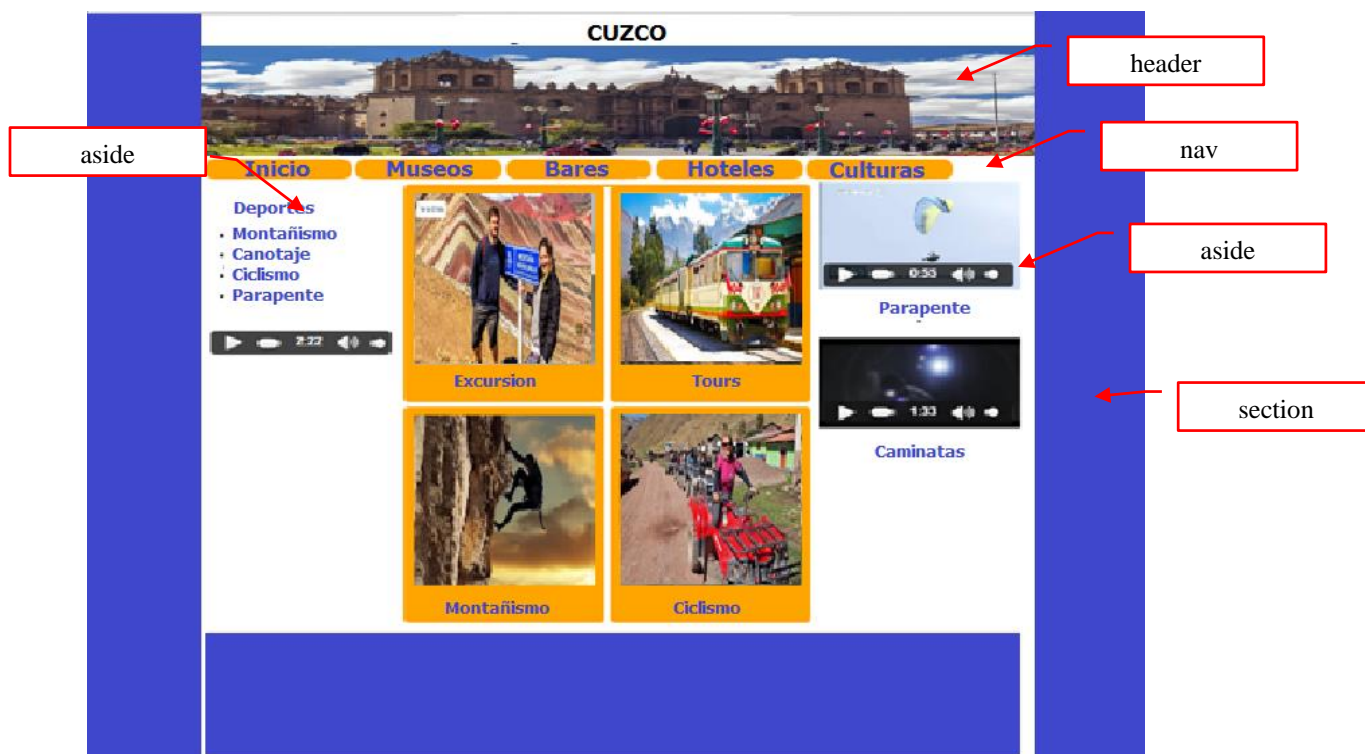 CUZCO
header
aside
nav
Inicio Museos Bares Hoteles Culturas
Deportes
Montañismo
Canotaje
Ciclismo
Parapente
2:22
Excursion
Tours
Montañismo
Ciclismo
0:53
aside
Parapente
1:33
Caminatas
section